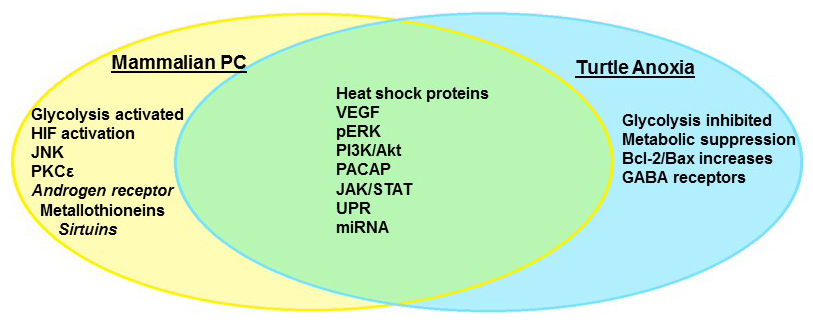 Mammalian PC
Glycolysis activated
HIF activation
JNK
PKCε
Androgen receptor
Metallothioneins
Sirtuins
Heat shock proteins
VEGF
pERK
PI3K/Akt
PACAP
JAK/STAT
UPR
miRNA
Turtle Anoxia
Glycolysis inhibited
Metabolic suppression
Bcl-2/Bax increases
GABA receptors